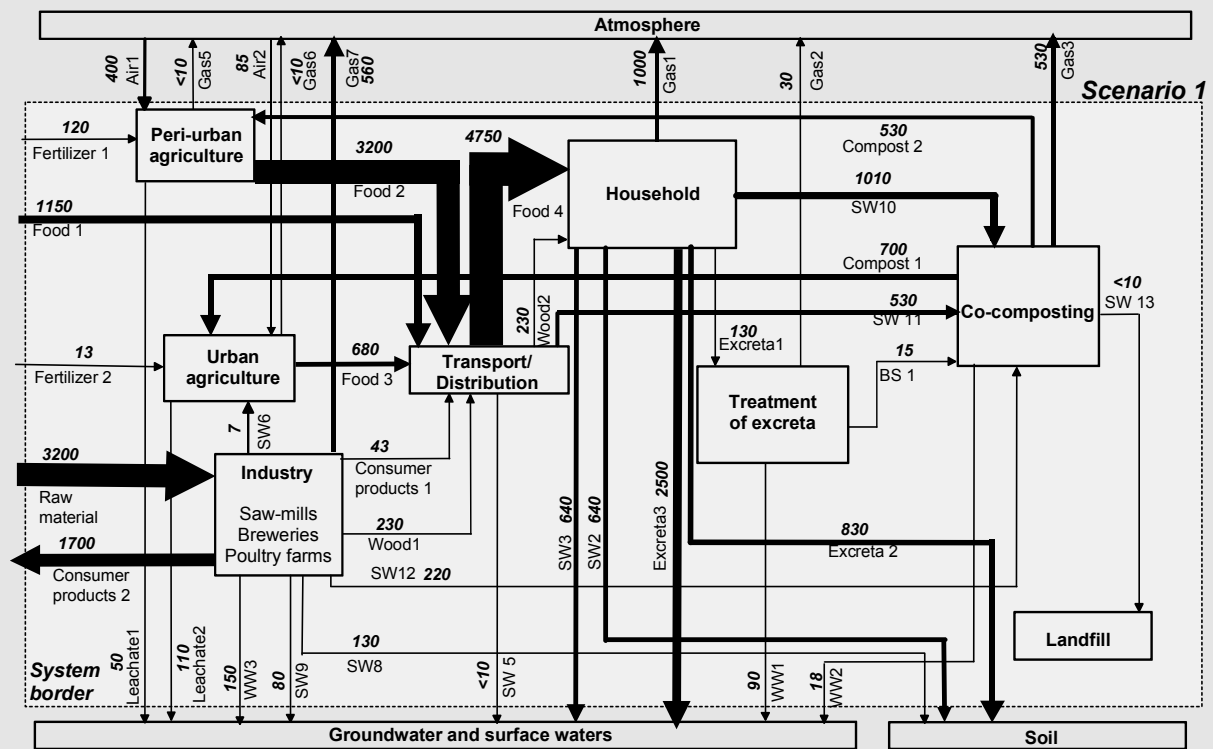 Atmosphere
400
Air1
<10
Gas5
85
Air2
<10
Gas6
Gas7
560
1000
Gas1
30
Gas2
530
Gas3
Scenario 1
120
Fertilizer 1
Peri-urban
agriculture
3200
Food 2
4750
Food 4
Household
530
Compost 2
1010
SW10
1150
Food 1
700
Compost 1
<10
SW 13
230
Wood2
530
SW 11
Co-composting
13
Fertilizer 2
Urban
agriculture
680
Food 3
Transport/
Distribution
130
Excreta1
15
BS 1
Treatment
of excreta
7
SW6
3200
Raw
material
Industry
Saw-mills
Breweries
Poultry farms
43
Consumer
products 1
230
Wood1
SW12 220
1700
Consumer
products 2
SW3 640
SW2 640
Excreta3 2500
830
Excreta 2
Landfill
System
border
50
Leachate1
110
Leachate2
150
WW3
80
SW9
130
SW8
<10
SW 5
90
WW1
18
WW2
Groundwater and surface waters
Soil